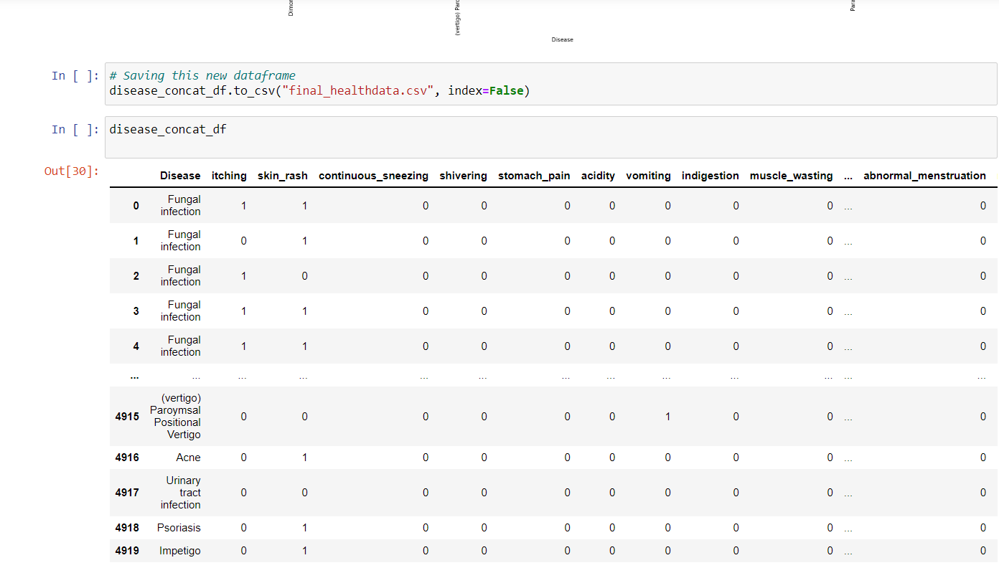 Disease
In [ ]: # Saving this new dataframe
disease_concat_df.to_csv("final_healthdata.csv", index=False)
In [ ]: disease_concat_df
Out[30]:
Disease itching skin_rash continuous_sneezing shivering stomach_pain acidity vomiting indigestion muscle_wasting ... abnormal_menstruation
0 Fungal infection 1 1 0 0 0 0 0 0 0 ... 0
1 Fungal infection 0 1 0 0 0 0 0 0 0 ... 0
2 Fungal infection 1 0 0 0 0 0 0 0 0 ... 0
3 Fungal infection 1 1 0 0 0 0 0 0 0 ... 0
4 Fungal infection 1 1 0 0 0 0 0 0 0 ... 0
... ... ... ... ... ... ... ... ... ... ... ... ...
4915 (vertigo) Paroymsal Positional Vertigo 0 0 0 0 0 0 1 0 0 ... 0
4916 Acne 0 1 0 0 0 0 0 0 0 ... 0
4917 Urinary tract infection 0 0 0 0 0 0 0 0 0 ... 0
4918 Psoriasis 0 1 0 0 0 0 0 0 0 ... 0
4919 Impetigo 0 1 0 0 0 0 0 0 0 ... 0